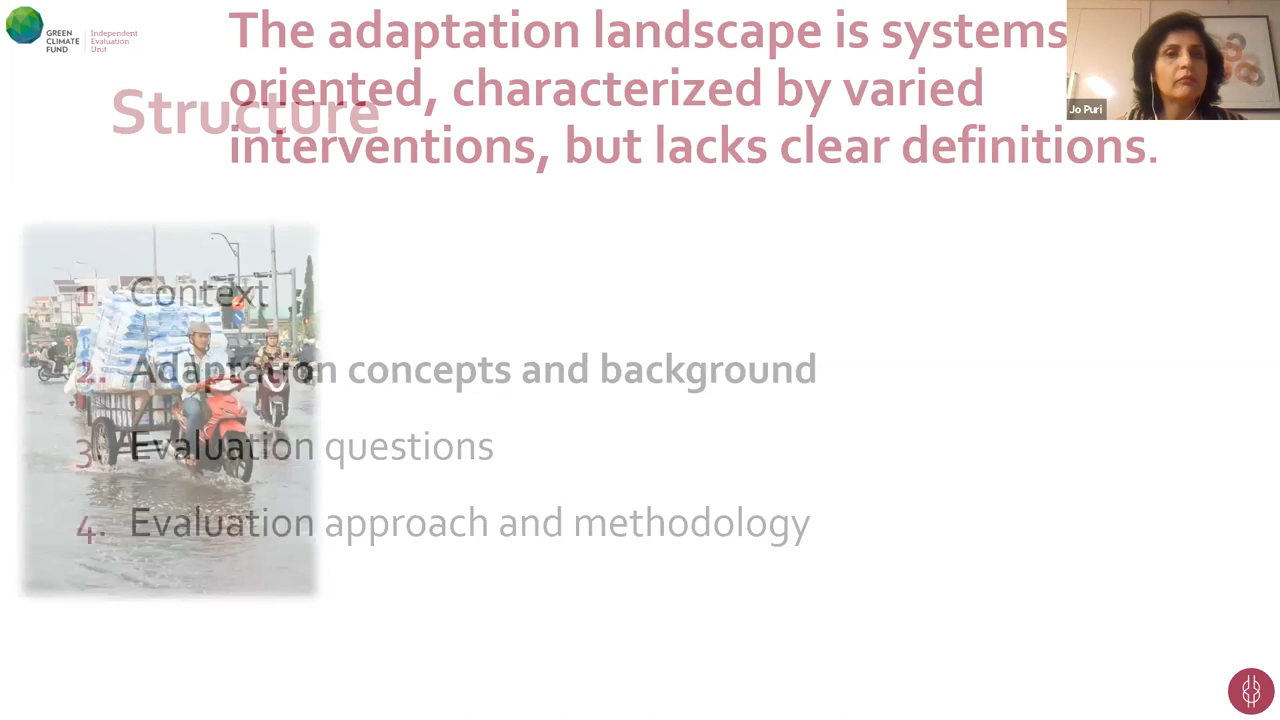 GREEN
CLIMATE
FUND
Independent
Evaluation
Unit
The adaptation landscape is systems
oriented, characterized by varied
interventions, but lacks clear definitions.
Structure
Jo Puri
1. Context
2. Adaptation concepts and background
3. Evaluation questions
4. Evaluation approach and methodology